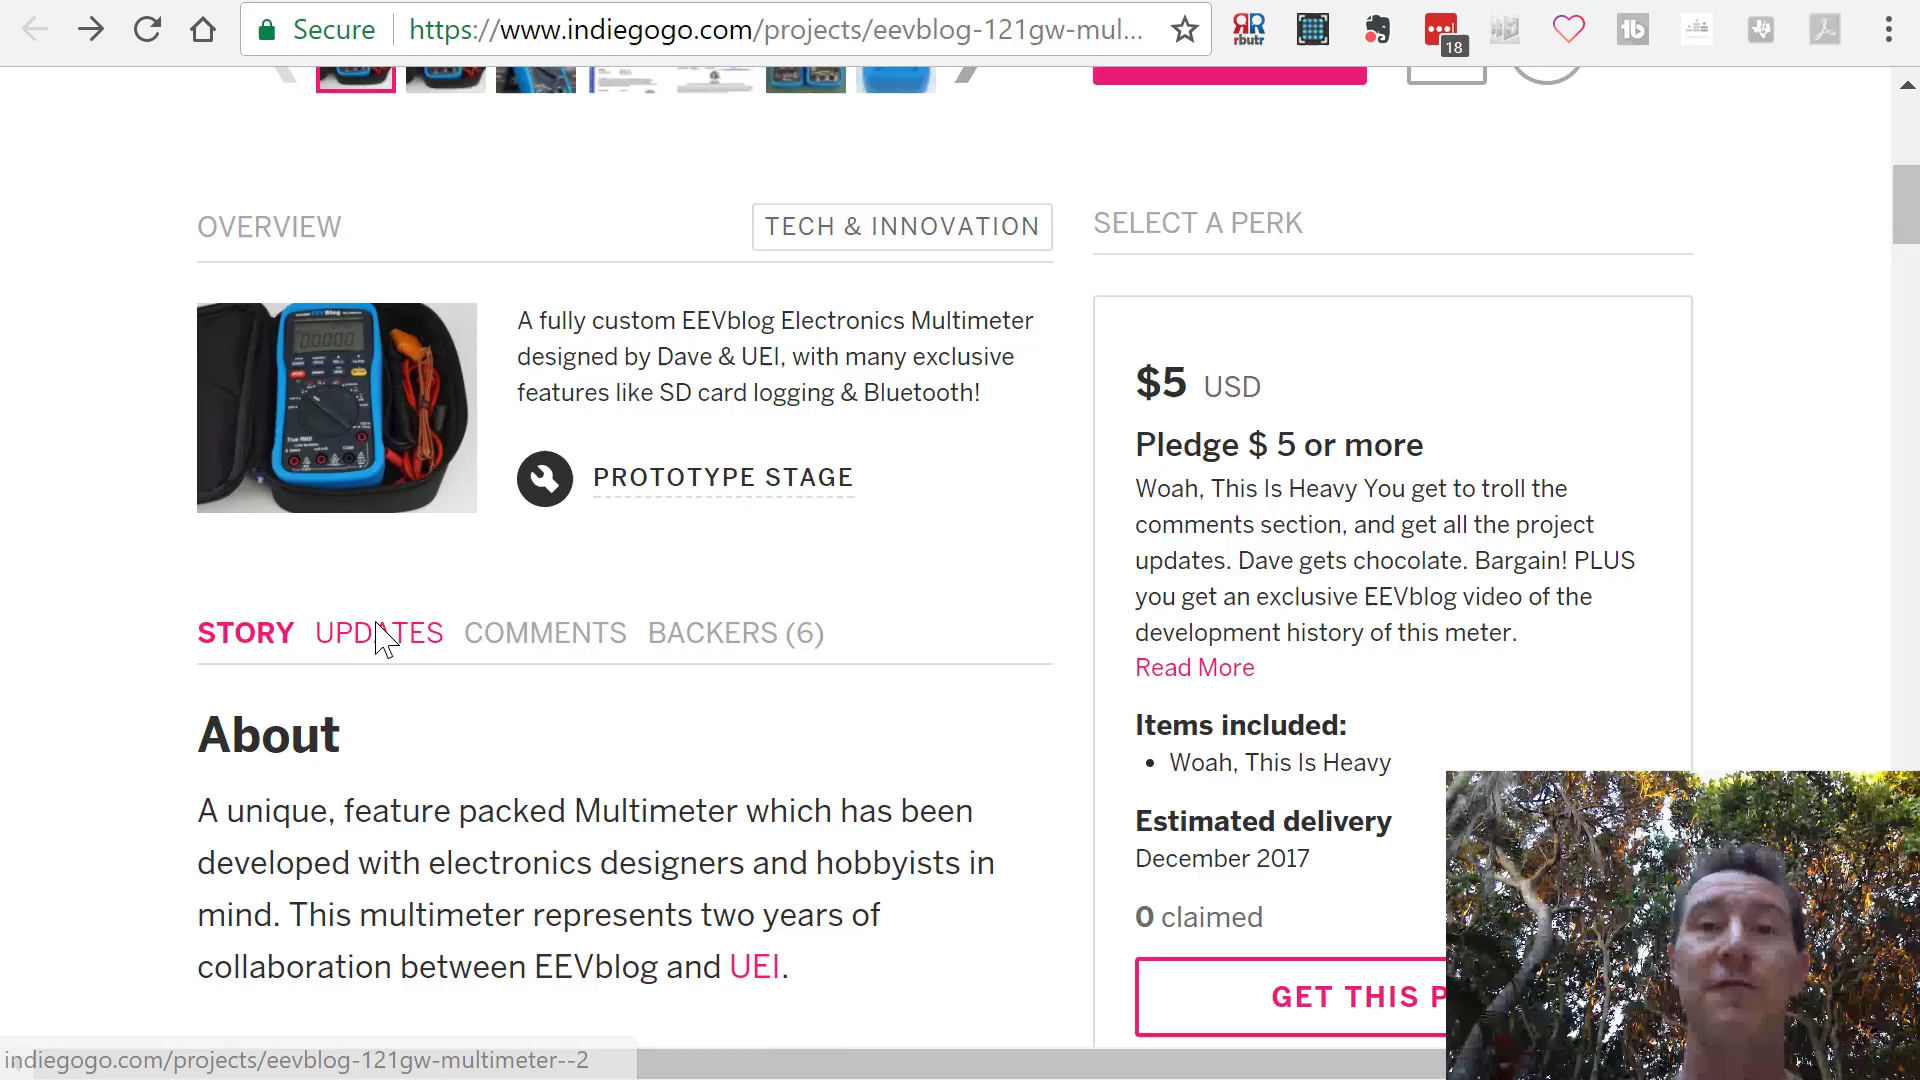 Secure
https://www.indiegogo.com/projects/eevblog-121gw-mul...
rbutr
18
OVERVIEW
TECH & INNOVATION
SELECT A PERK
A fully custom EEVblog Electronics Multimeter
designed by Dave & UEI, with many exclusive
features like SD card logging & Bluetooth!
PROTOTYPE STAGE
$5 USD
Pledge $ 5 or more
Woah, This Is Heavy You get to troll the
comments section, and get all the project
updates. Dave gets chocolate. Bargain! PLUS
you get an exclusive EEVblog video of the
development history of this meter.
Read More
STORY UPDATES COMMENTS BACKERS (6)
Items included:
• Woah, This Is Heavy
About
A unique, feature packed Multimeter which has been
developed with electronics designers and hobbyists in
mind. This multimeter represents two years of
collaboration between EEVblog and UEI.
Estimated delivery
December 2017
0 claimed
GET THIS P
indiegogo.com/projects/eevblog-121gw-multimeter--2